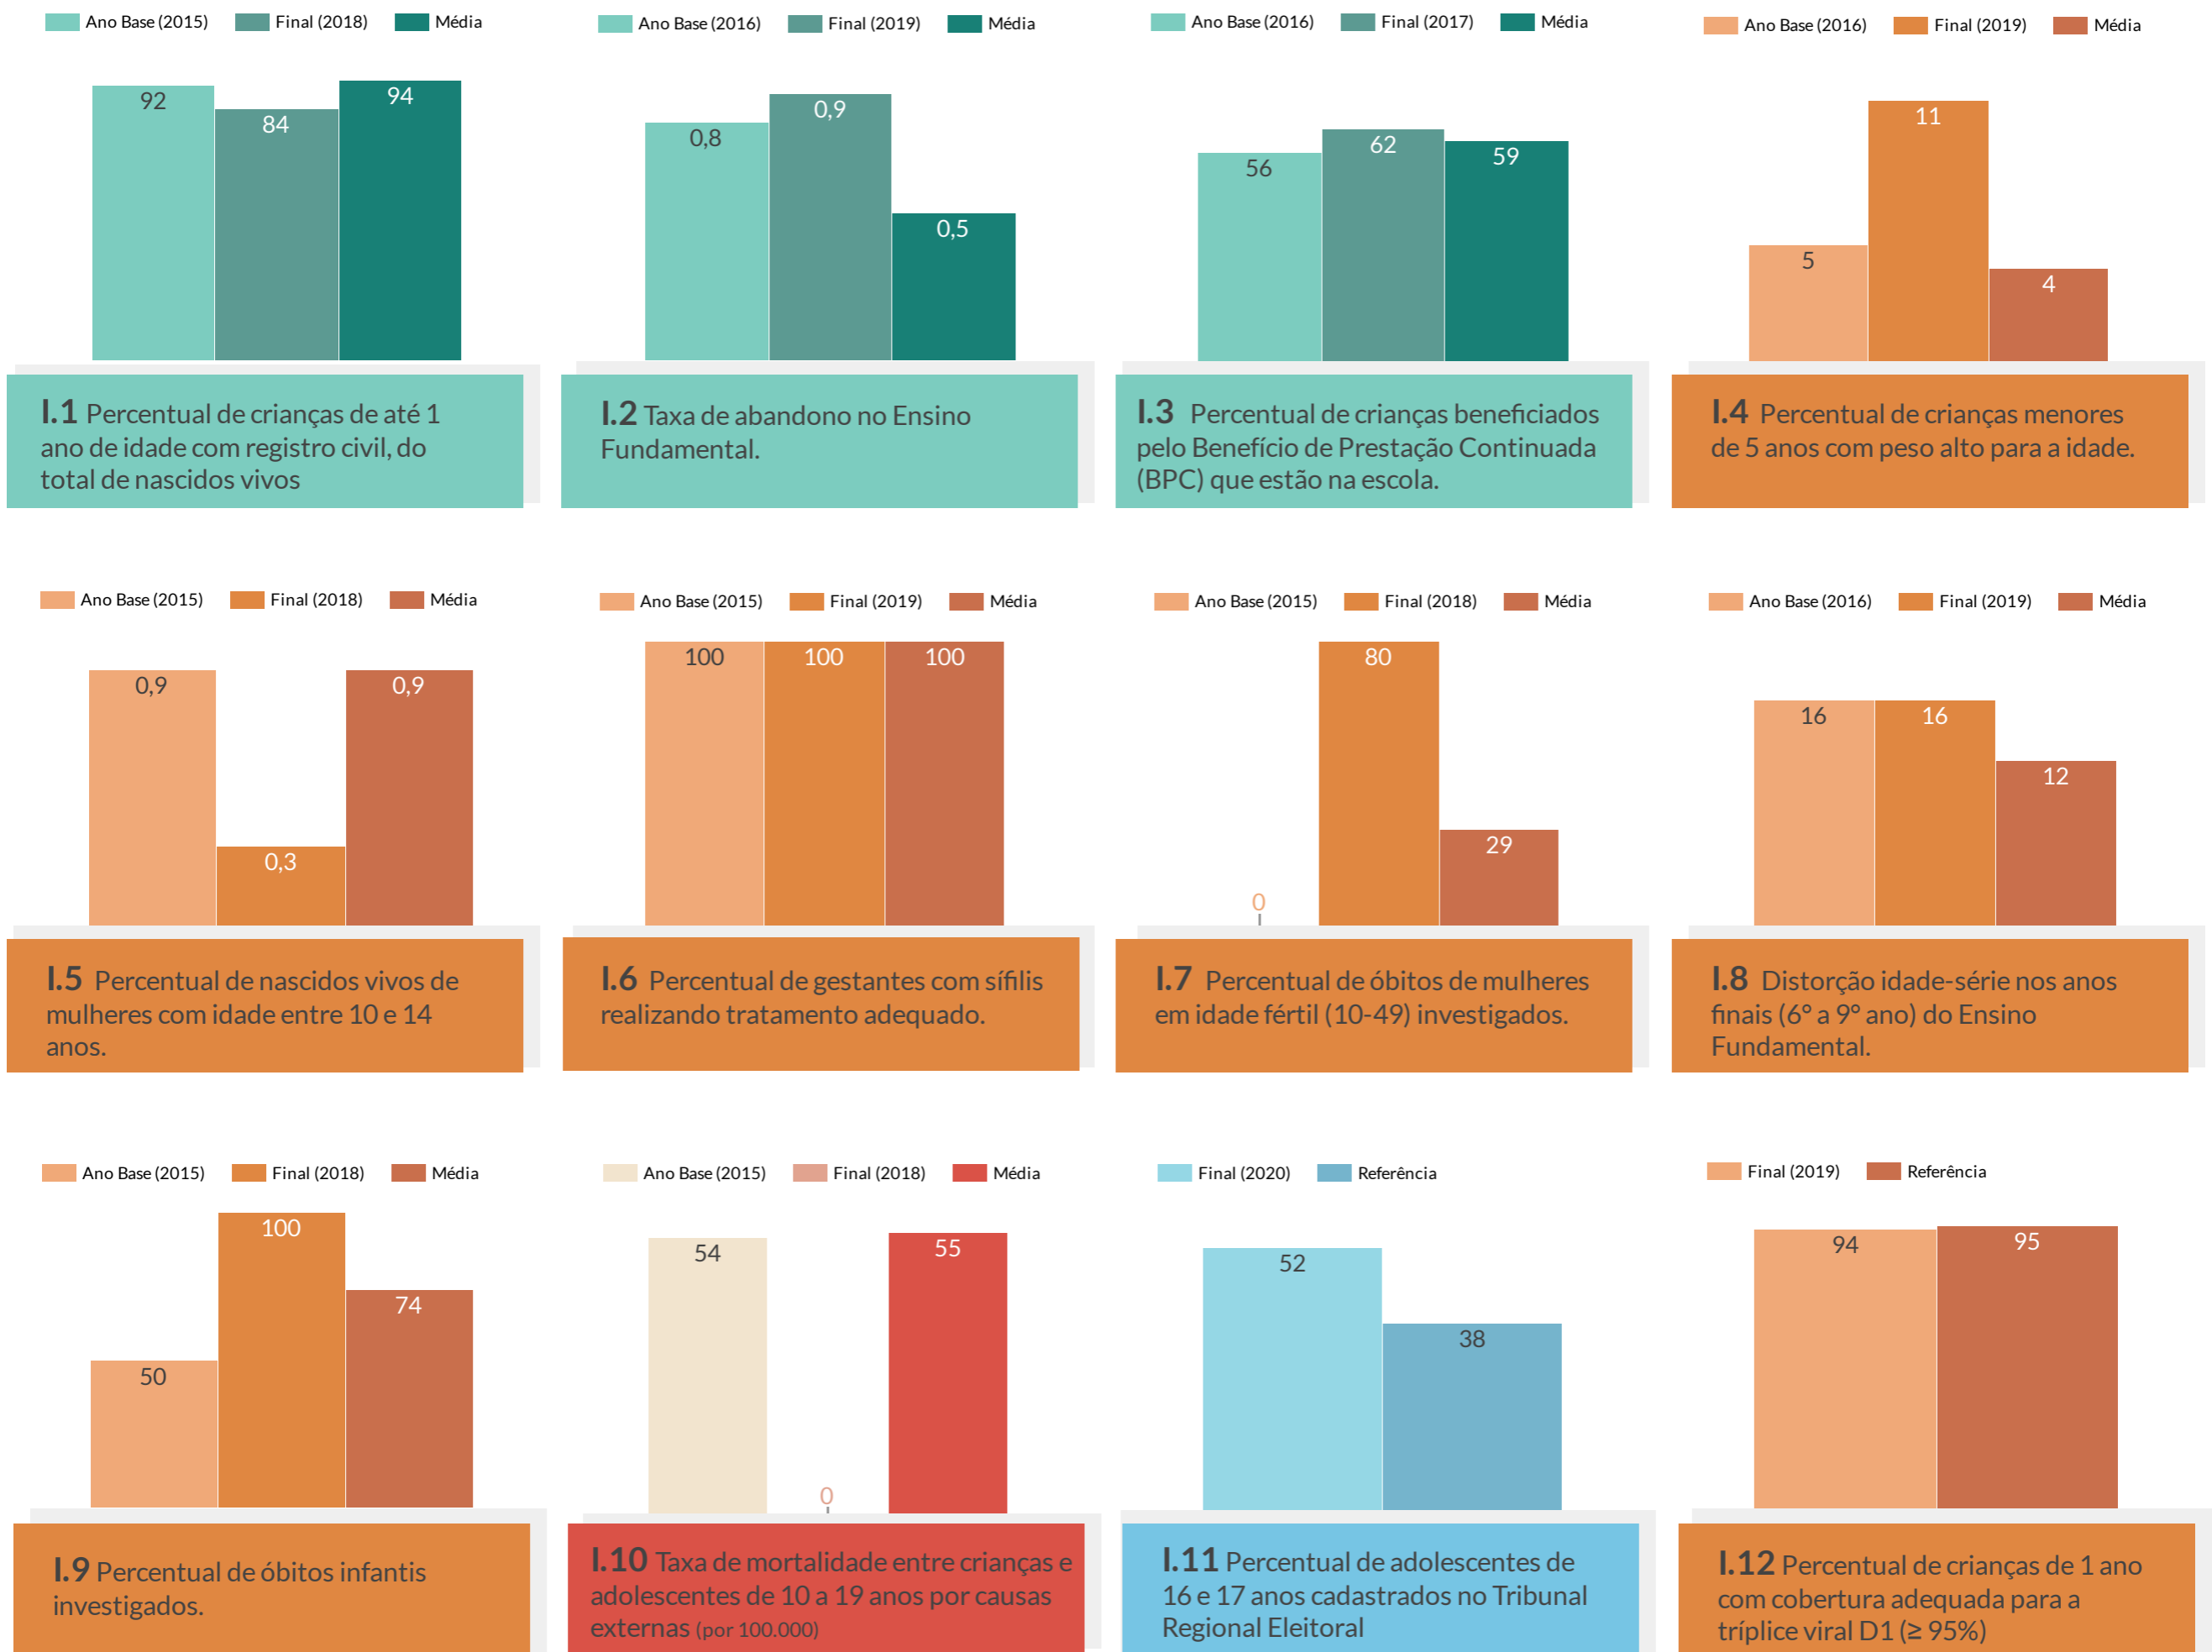 Ano Base (2015) Final (2018) Média
92
84
94
I.1 Percentual de crianças de até 1
ano de idade com registro civil, do
total de nascidos vivos
Ano Base (2016) Final (2019) Média
0,8
0,9
0,5
I.2 Taxa de abandono no Ensino
Fundamental.
Ano Base (2016) Final (2017) Média
56
62
59
I.3 Percentual de crianças beneficiados
pelo Benefício de Prestação Continuada
(BPC) que estão na escola.
Ano Base (2016) Final (2019) Média
5
11
4
I.4 Percentual de crianças menores
de 5 anos com peso alto para a idade.
Ano Base (2015) Final (2018) Média
0,9
0,3
0,9
I.5 Percentual de nascidos vivos de
mulheres com idade entre 10 e 14
anos.
Ano Base (2015) Final (2019) Média
100
100
100
I.6 Percentual de gestantes com sífilis
realizando tratamento adequado.
Ano Base (2015) Final (2018) Média
0
80
29
I.7 Percentual de óbitos de mulheres
em idade fértil (10-49) investigados.
Ano Base (2016) Final (2019) Média
16
16
12
I.8 Distorção idade-série nos anos
finais (6º a 9º ano) do Ensino
Fundamental.
Ano Base (2015) Final (2018) Média
50
100
74
I.9 Percentual de óbitos infantis
investigados.
Ano Base (2015) Final (2018) Média
54
0
55
I.10 Taxa de mortalidade entre crianças e
adolescentes de 10 a 19 anos por causas
externas (por 100.000)
Final (2020) Referência
52
38
I.11 Percentual de adolescentes de
16 e 17 anos cadastrados no Tribunal
Regional Eleitoral
Final (2019) Referência
94
95
I.12 Percentual de crianças de 1 ano
com cobertura adequada para a
tríplice viral D1 (≥ 95%)